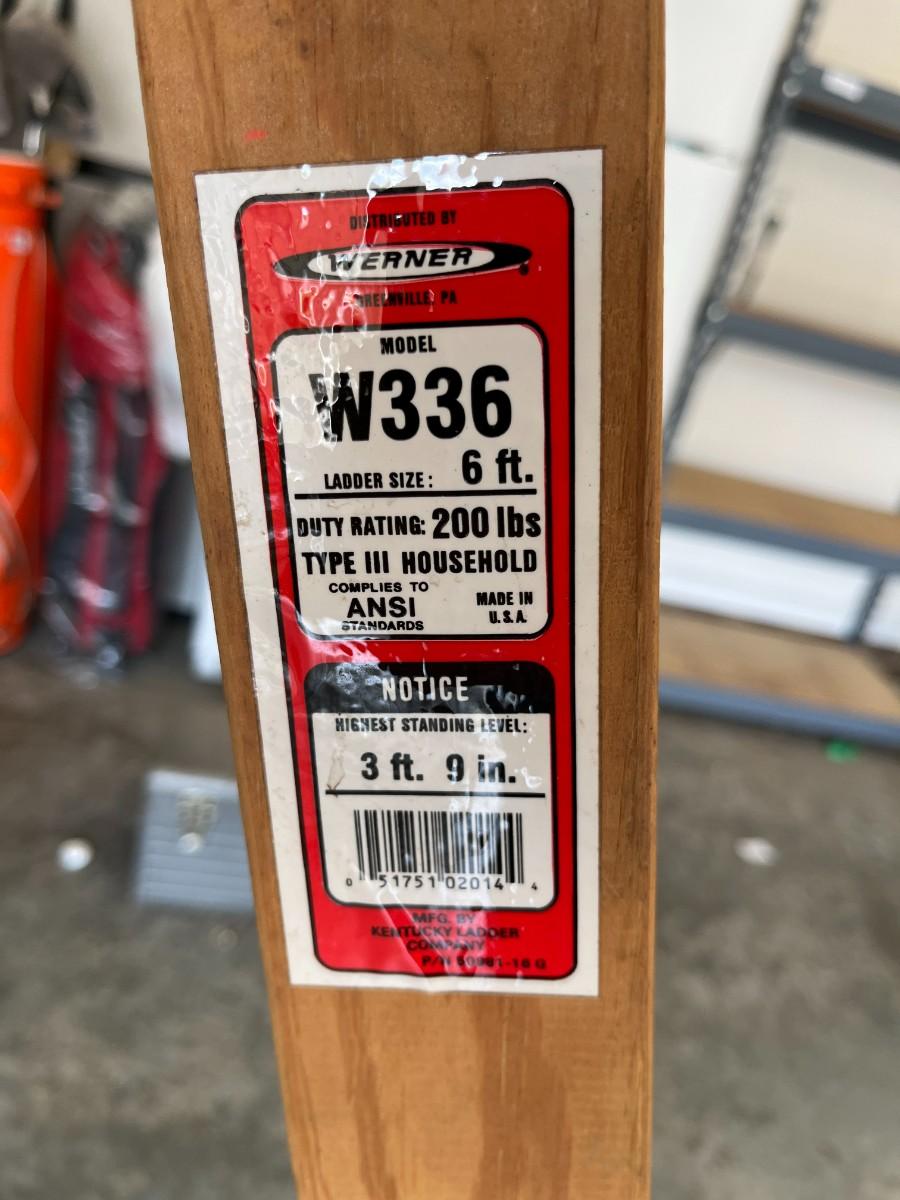 DISTRIBUTED BY
WERNER
GREENVILLE, PA
MODEL
W336
LADDER SIZE: 6 ft.
DUTY RATING: 200 lbs
TYPE III HOUSEHOLD
COMPLIES TO
ANSI
STANDARDS
MADE IN
U.S.A.
NOTICE
HIGHEST STANDING LEVEL:
3 ft. 9 in.
0 51751 02014 4
MFG. BY
KENTUCKY LADDER
COMPANY
P/N